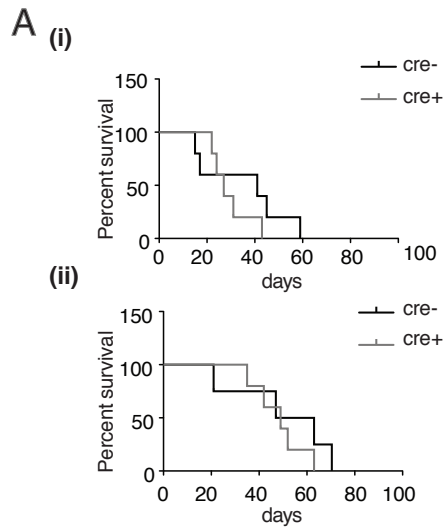 A (i)
cre-
cre+
Percent survival
150
100
50
0
0 20 40 60 80 100
days
(ii)
cre-
cre+
Percent survival
150
100
50
0
0 20 40 60 80 100
days